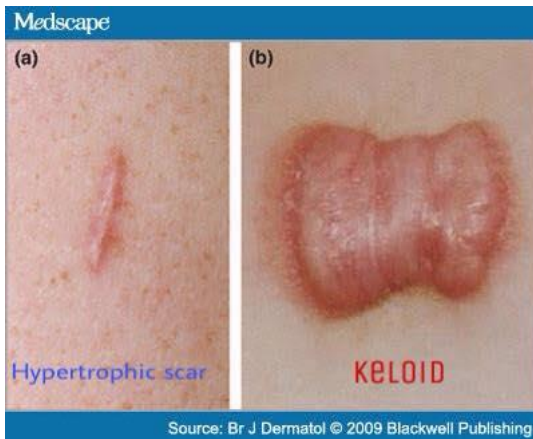 Medscape
(a)
(b)
Hypertrophic scar
KELOID
Source: Br J Dermatol © 2009 Blackwell Publishing